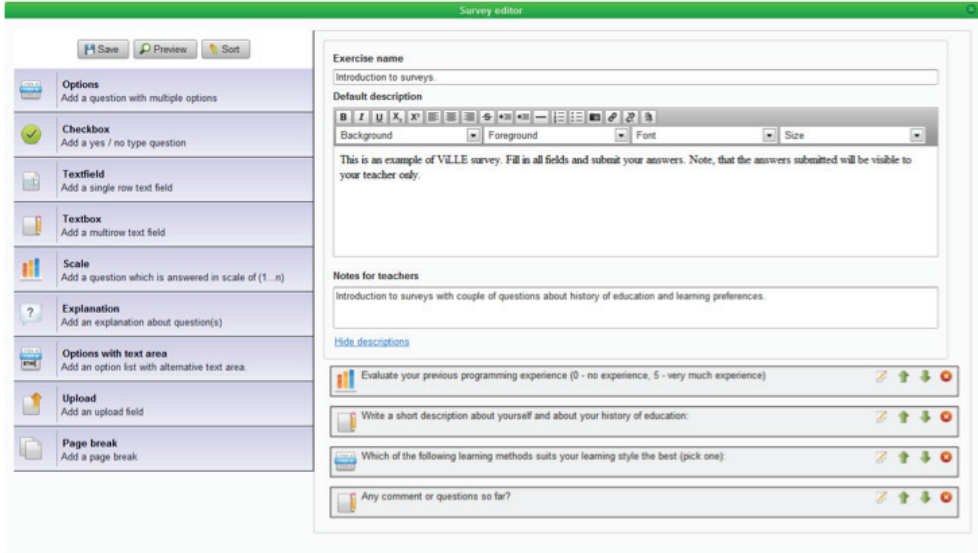 Survey editor
Save Preview Sort
Options
Add a question with multiple options
Checkbox
Add a yes / no type question
Textfield
Add a single row text field
Textbox
Add a multirow text field
Scale
Add a question which is answered in scale of (1...n)
Explanation
Add an explanation about question(s)
Options with text area
Add an option list with alternative text area.
Upload
Add an upload field
Page break
Add a page break
Exercise name
Introduction to surveys.
Default description
B I U X, X²
Background Foreground Font Size
This is an example of ViLLE survey. Fill in all fields and submit your answers. Note, that the answers submitted will be visible to
your teacher only.
Notes for teachers
Introduction to surveys with couple of questions about history of education and learning preferences.
Hide descriptions
Evaluate your previous programming experience (0 - no experience, 5 - very much experience)
Write a short description about yourself and about your history of education:
Which of the following learning methods suits your learning style the best (pick one):
Any comment or questions so far?